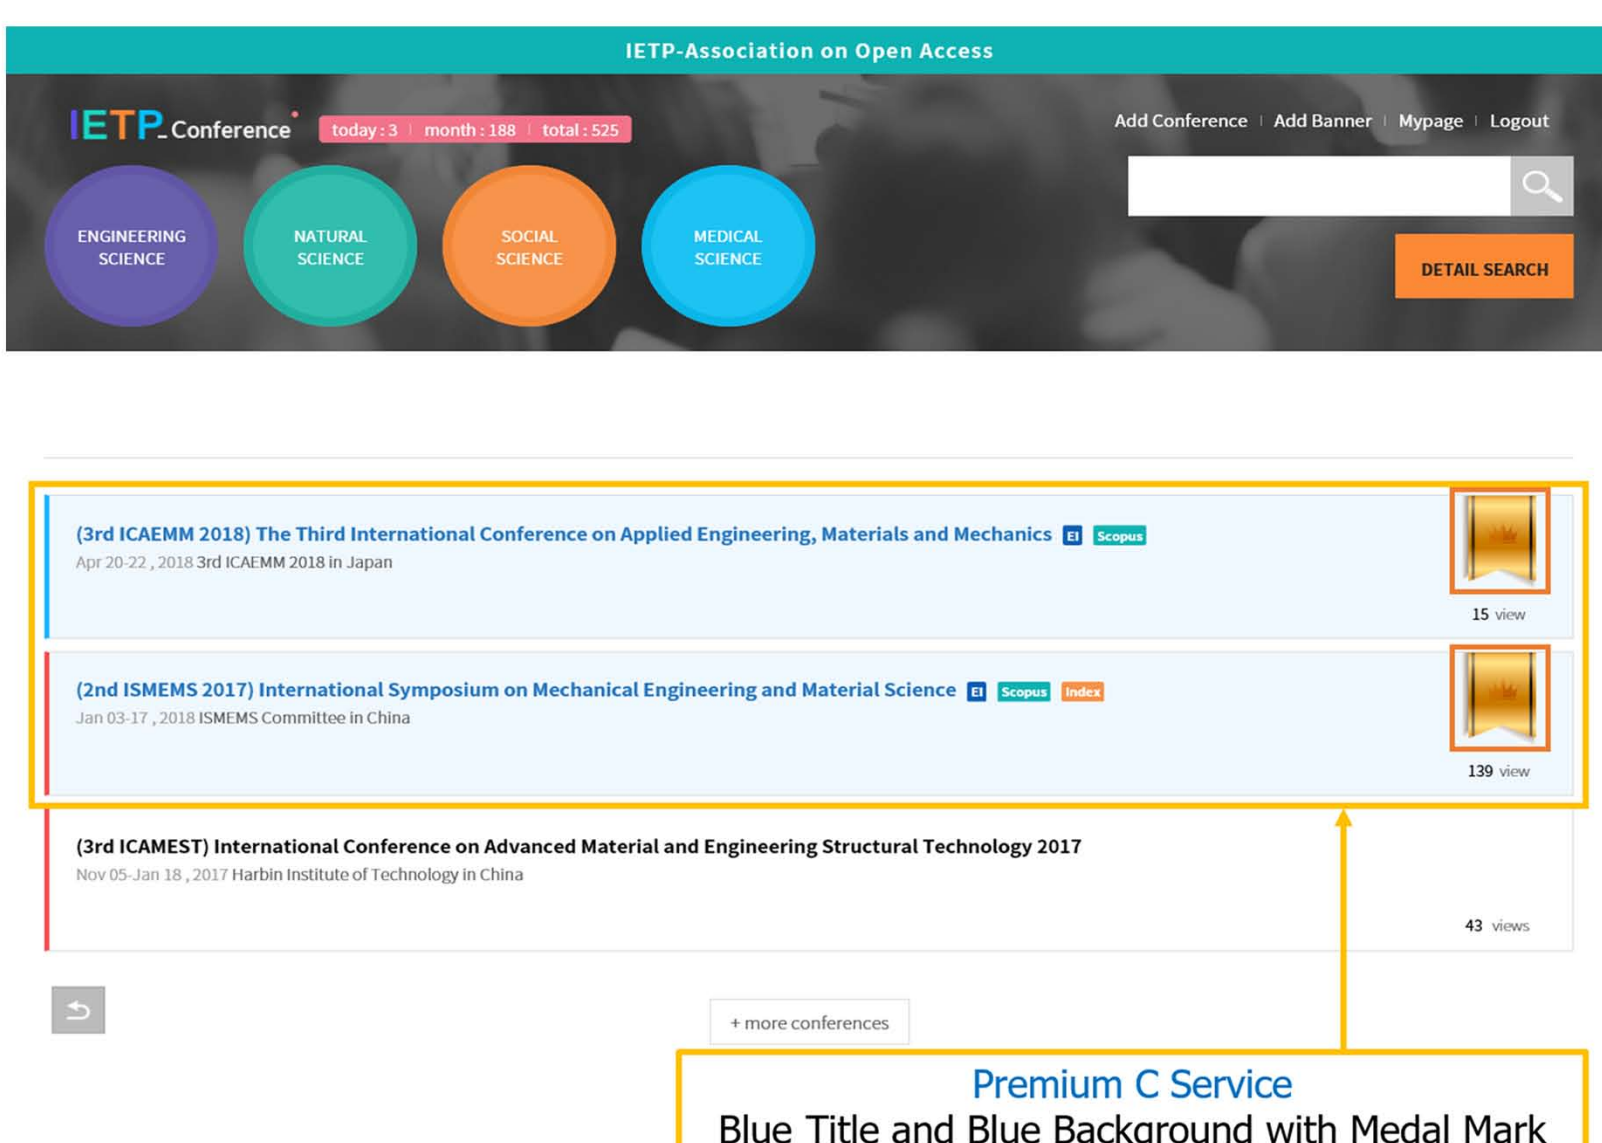 IETP-Association on Open Access
IETP_Conference today : 3 | month : 188 | total : 525
Add Conference | Add Banner | Mypage | Logout
ENGINEERING
SCIENCE
NATURAL
SCIENCE
SOCIAL
SCIENCE
MEDICAL
SCIENCE
DETAIL SEARCH
(3rd ICAEMM 2018) The Third International Conference on Applied Engineering, Materials and Mechanics EI Scopus
Apr 20-22 , 2018 3rd ICAEMM 2018 in Japan
15 view
(2nd ISMEMS 2017) International Symposium on Mechanical Engineering and Material Science EI Scopus Index
Jan 03-17 , 2018 ISMEMS Committee in China
139 view
(3rd ICAMEST) International Conference on Advanced Material and Engineering Structural Technology 2017
Nov 05-Jan 18 , 2017 Harbin Institute of Technology in China
43 views
+ more conferences
Premium C Service
Blue Title and Blue Background with Medal Mark